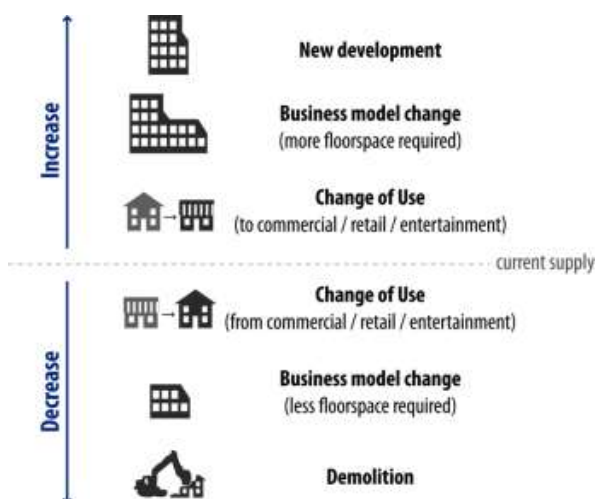 New development
Business model change
(more floorspace required)
Increase
Change of Use
(to commercial / retail / entertainment)
current supply
Change of Use
(from commercial / retail / entertainment)
Decrease
Business model change
(less floorspace required)
Demolition